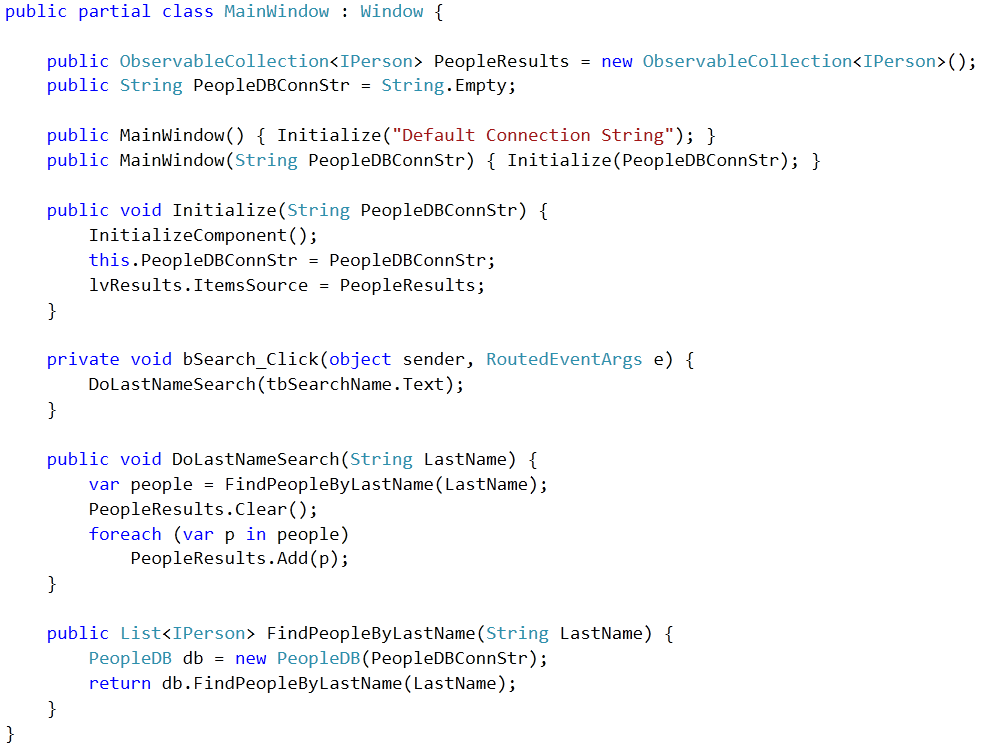 public partial class MainWindow : Window {

    public ObservableCollection<IPerson> PeopleResults = new ObservableCollection<IPerson>();
    public String PeopleDBConnStr = String.Empty;

    public MainWindow() { Initialize("Default Connection String"); }
    public MainWindow(String PeopleDBConnStr) { Initialize(PeopleDBConnStr); }

    public void Initialize(String PeopleDBConnStr) {
        InitializeComponent();
        this.PeopleDBConnStr = PeopleDBConnStr;
        lvResults.ItemsSource = PeopleResults;
    }

    private void bSearch_Click(object sender, RoutedEventArgs e) {
        DoLastNameSearch(tbSearchName.Text);
    }

    public void DoLastNameSearch(String LastName) {
        var people = FindPeopleByLastName(LastName);
        PeopleResults.Clear();
        foreach (var p in people)
            PeopleResults.Add(p);
    }

    public List<IPerson> FindPeopleByLastName(String LastName) {
        PeopleDB db = new PeopleDB(PeopleDBConnStr);
        return db.FindPeopleByLastName(LastName);
    }
}